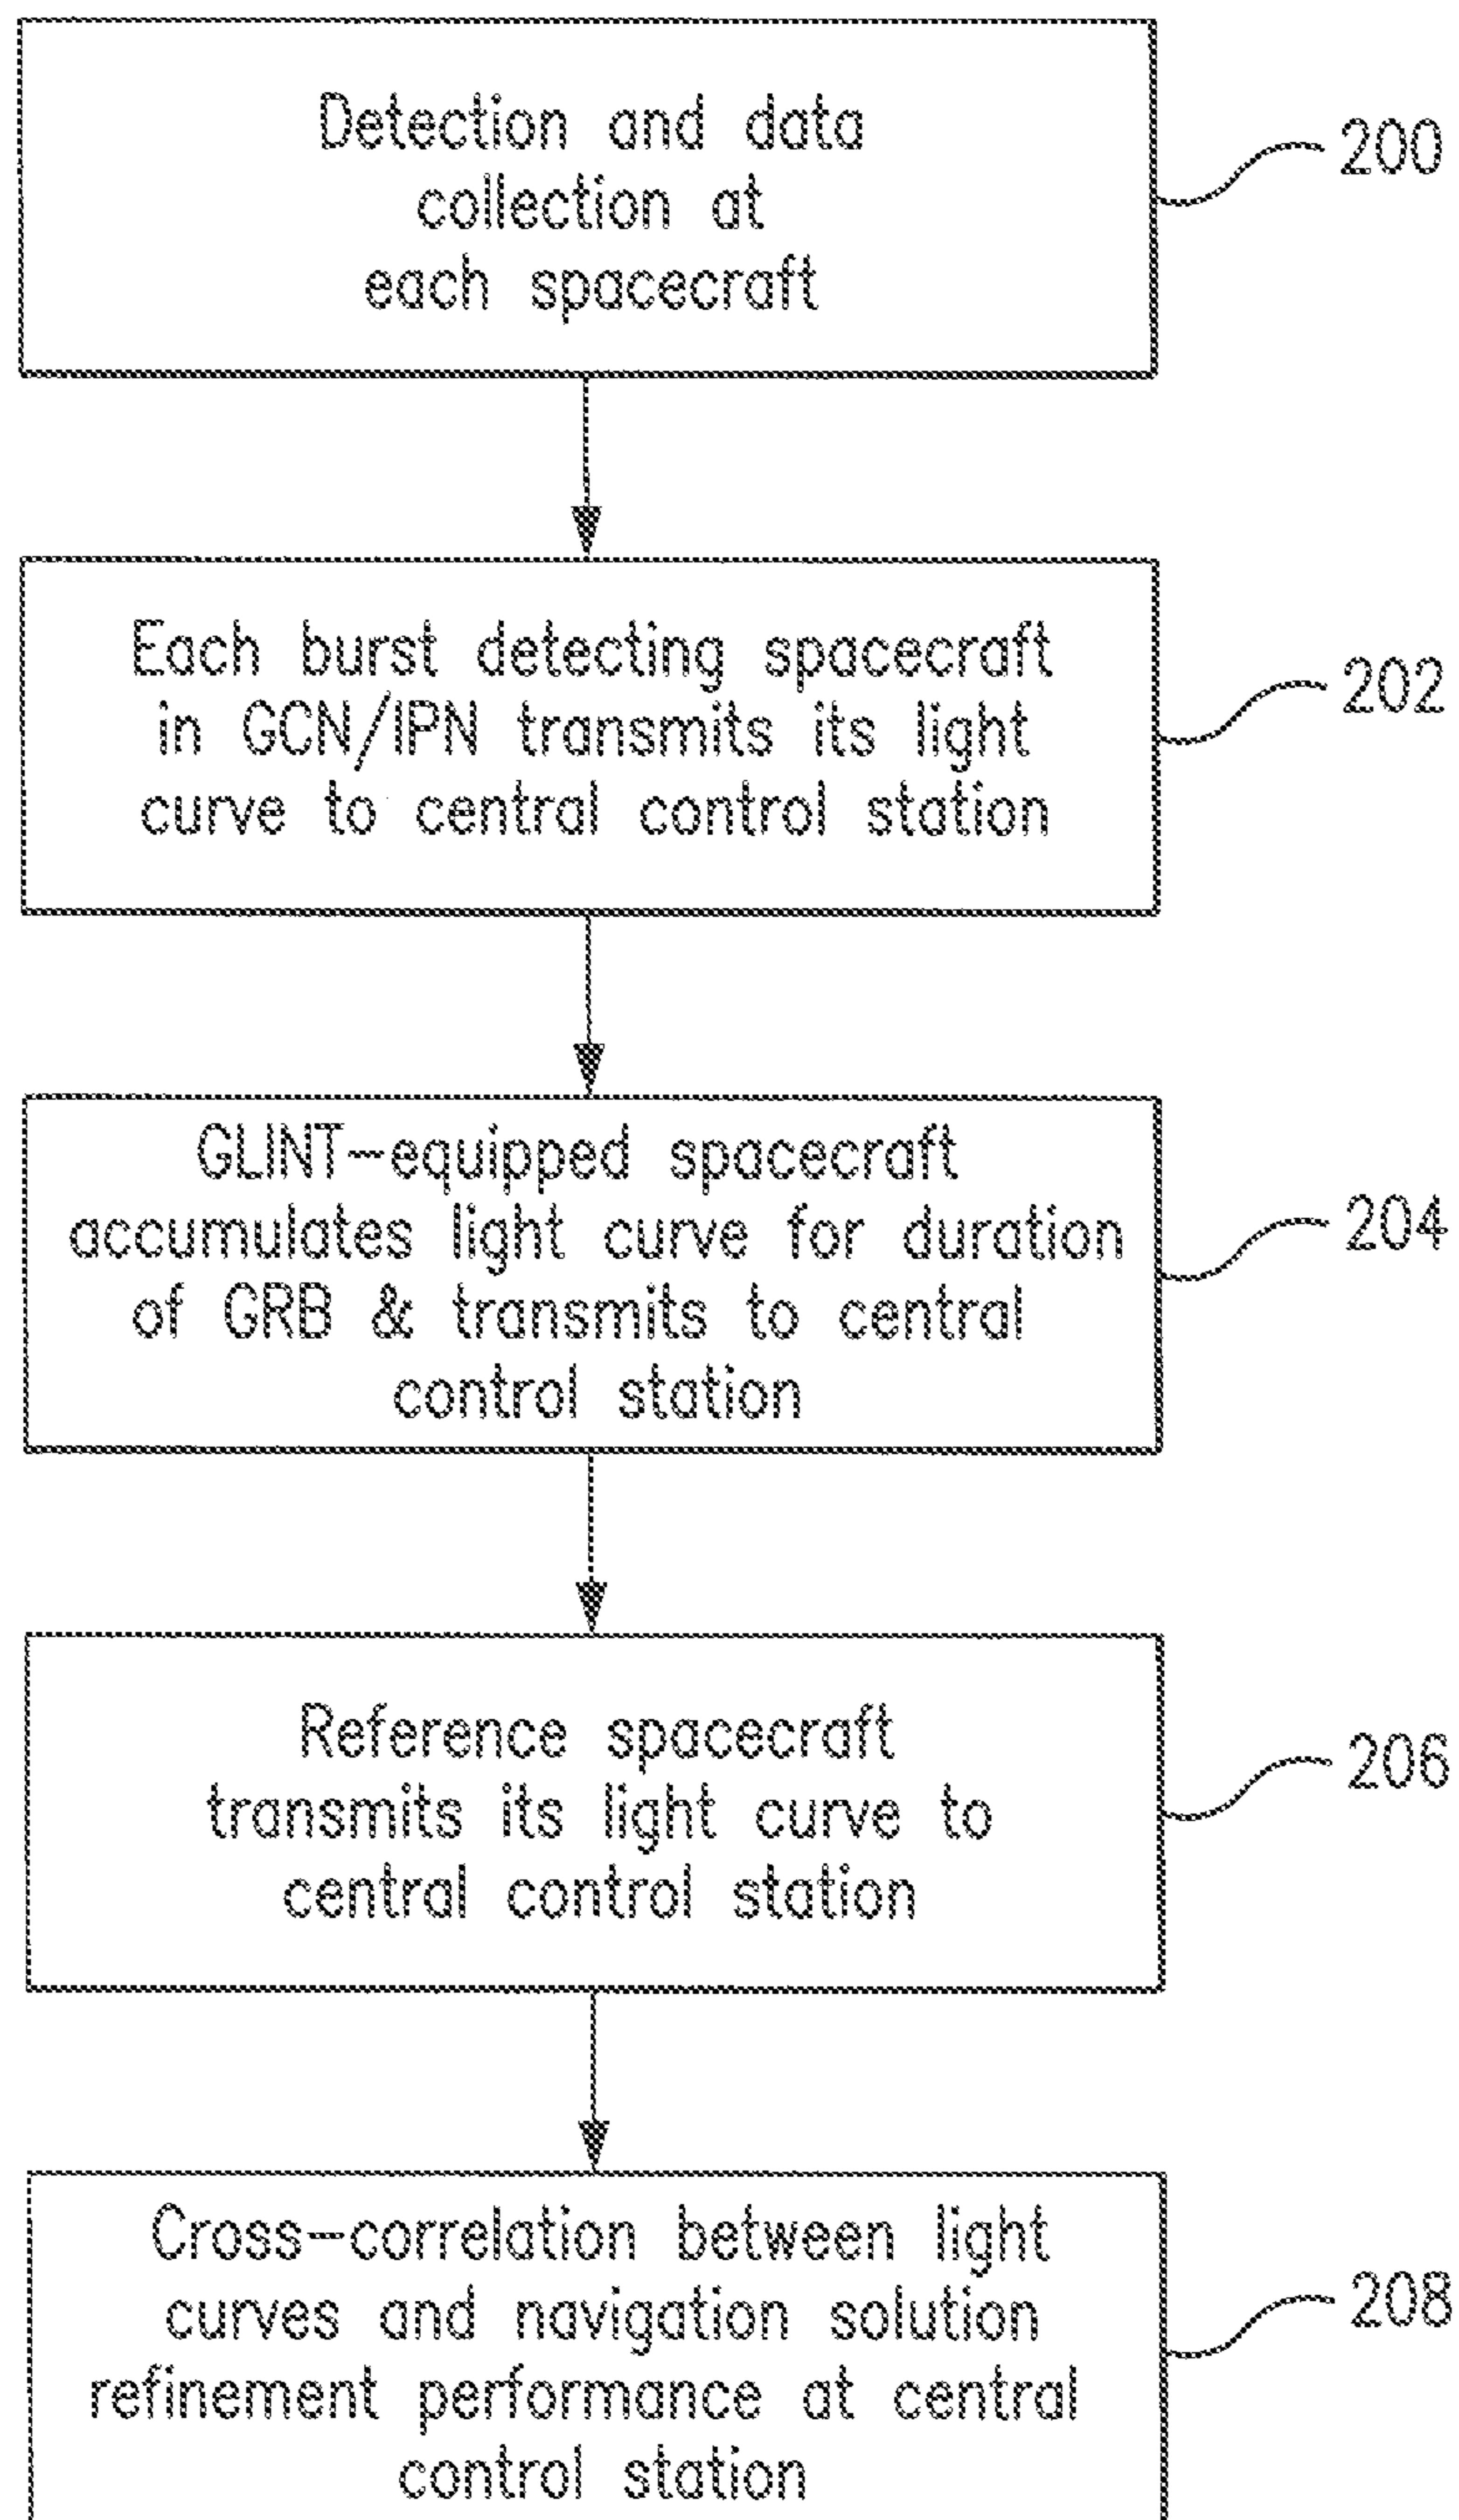 Detection and data
collection at
each spacecraft
200
Each burst detecting spacecraft
in GCN/IPN transmits its light
curve to central control station
202
GLINT-equipped spacecraft
accumulates light curve for duration
of GRB & transmits to central
control station
204
Reference spacecraft
transmits its light curve to
central control station
206
Cross-correlation between light
curves and navigation solution
refinement performance at central
control station
208